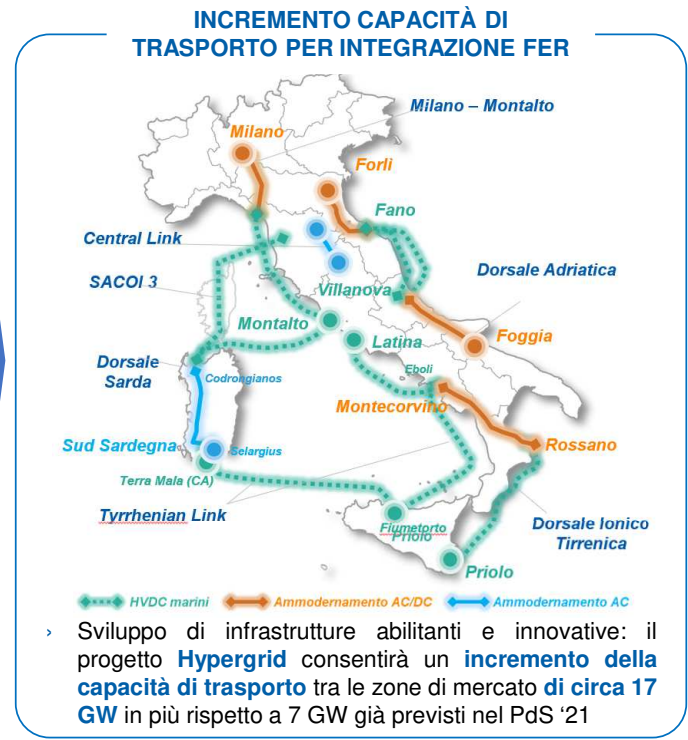 INCREMENTO CAPACITÀ DI
TRASPORTO PER INTEGRAZIONE FER
Milano – Montalto
Milano
Forlì
Fano
Central Link
SACOI 3
Dorsale Adriatica
Villanova
Montalto
Latina
Foggia
Dorsale
Sarda
Codrongianos
Eboli
Montecorvino
Sud Sardegna
Selargius
Rossano
Terra Mala (CA)
Tyrrhenian Link
Fiumetorto
Priolo
Dorsale Ionico
Tirrenica
Priolo
HVDC marini
Ammodernamento AC/DC
Ammodernamento AC
› Sviluppo di infrastrutture abilitanti e innovative: il
progetto Hypergrid consentirà un incremento della
capacità di trasporto tra le zone di mercato di circa 17
GW in più rispetto a 7 GW già previsti nel PdS ‘21